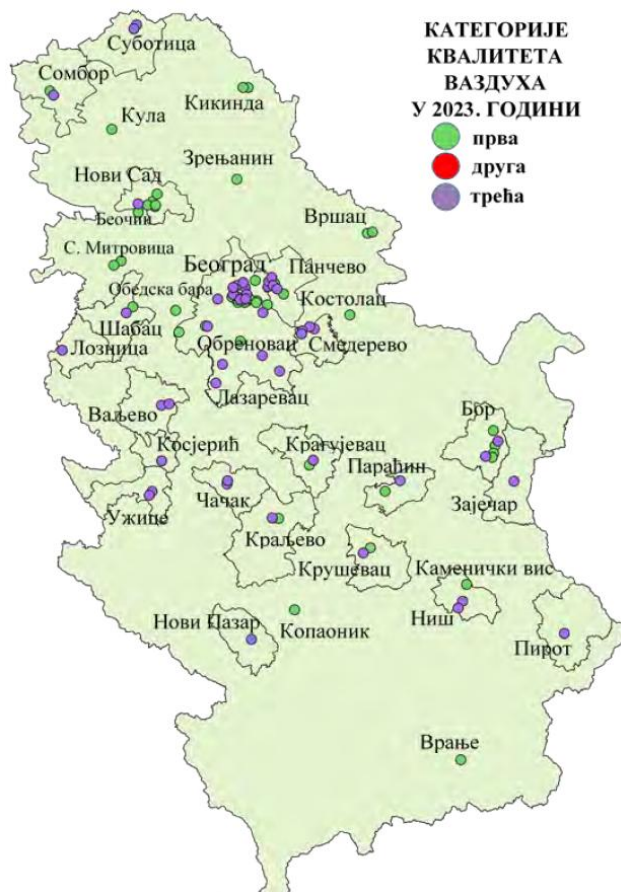 КАТЕГОРИЈЕ
КВАЛИТЕТА
ВАЗДУХА
У 2023. ГОДИНИ
прва
друга
трећа
Суботица
Сомбор
Кикинда
Кула
Зрењанин
Нови Сад
Беочин
Вршац
С. Митровица
Београд
Панчево
Обедска бара
Костолац
Шабац
Обреновац
Смедерево
Лозница
Лазаревац
Ваљево
Бор
Косјерић
Крагујевац
Параћин
Чачак
Зајечар
Ужице
Краљево
Крушевац
Каменички вис
Нови Пазар
Копаоник
Ниш
Пирот
Врање